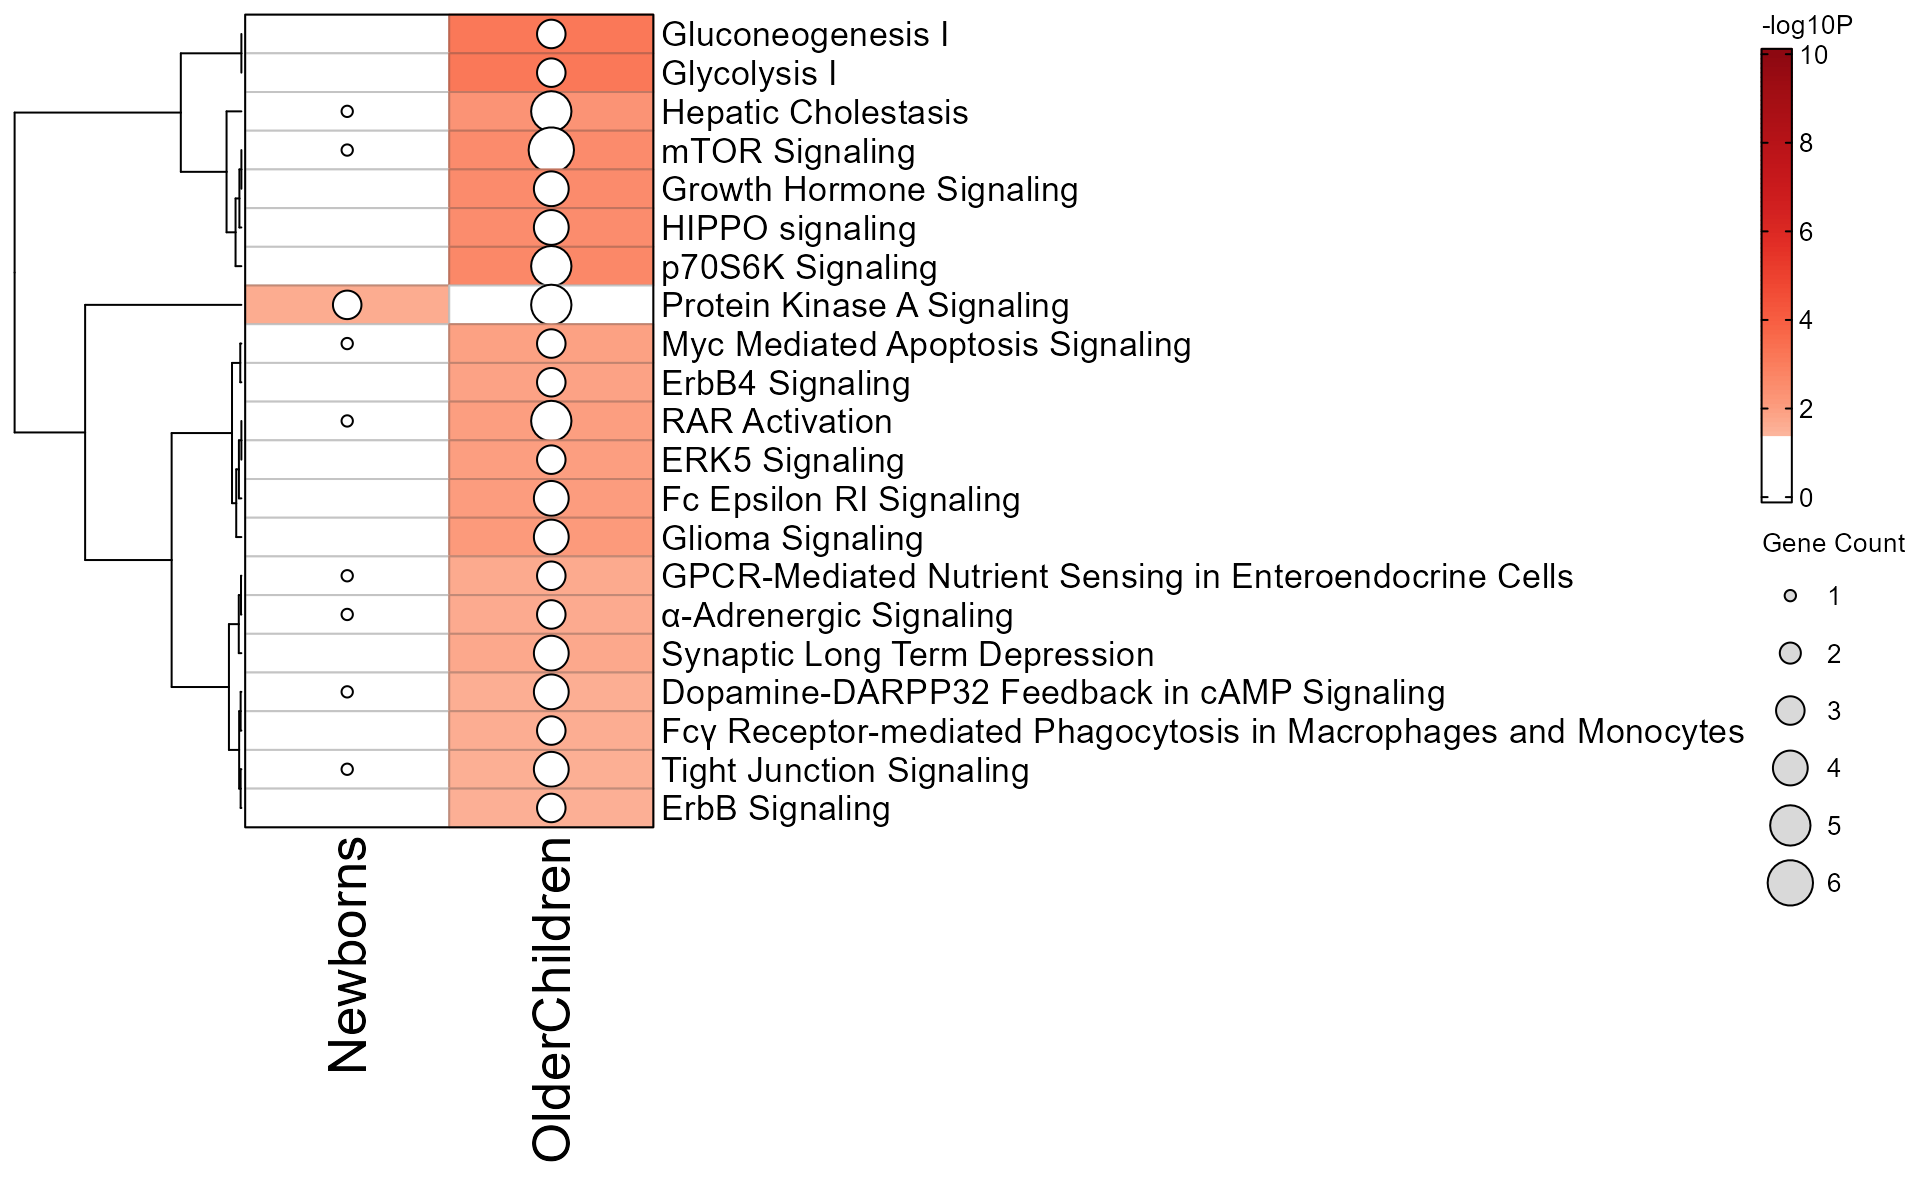 Gluconeogenesis I
Glycolysis I
Hepatic Cholestasis
mTOR Signaling
Growth Hormone Signaling
HIPPO signaling
p70S6K Signaling
Protein Kinase A Signaling
Myc Mediated Apoptosis Signaling
ErbB4 Signaling
RAR Activation
ERK5 Signaling
Fc Epsilon RI Signaling
Glioma Signaling
GPCR-Mediated Nutrient Sensing in Enteroendocrine Cells
α-Adrenergic Signaling
Synaptic Long Term Depression
Dopamine-DARPP32 Feedback in cAMP Signaling
Fcγ Receptor-mediated Phagocytosis in Macrophages and Monocytes
Tight Junction Signaling
ErbB Signaling
Newborns
OlderChildren
-log10P
10
8
6
4
2
0
Gene Count
1
2
3
4
5
6